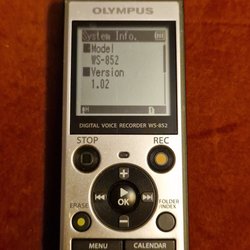 OLYMPUS
System Info.
Model
WS-852
Version
1.02
D
DIGITAL VOICE RECORDER WS-852
STOP
REC
OK
ERASE
FOLDER
/INDEX
MENU
CALENDAR